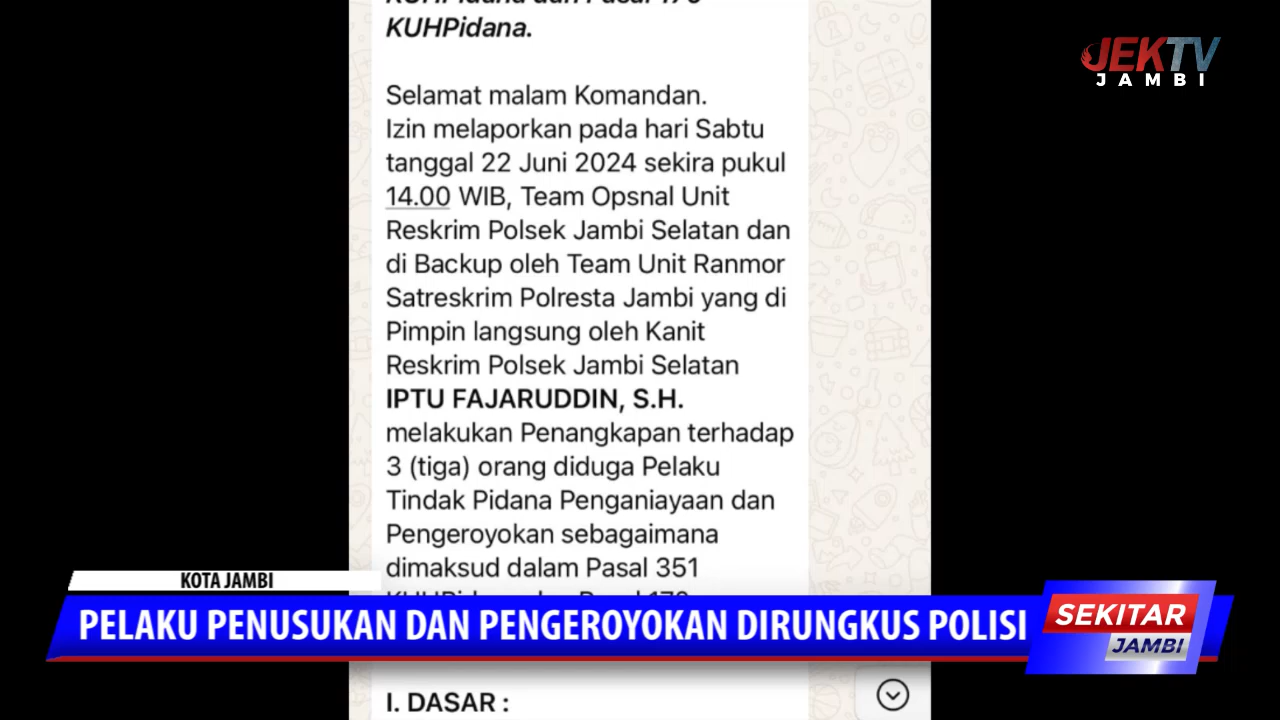 KUHPidana.
Selamat malam Komandan.
Izin melaporkan pada hari Sabtu
tanggal 22 Juni 2024 sekira pukul
14.00 WIB, Team Opsnal Unit
Reskrim Polsek Jambi Selatan dan
di Backup oleh Team Unit Ranmor
Satreskrim Polresta Jambi yang di
Pimpin langsung oleh Kanit
Reskrim Polsek Jambi Selatan
IPTU FAJARUDDIN, S.H.
melakukan Penangkapan terhadap
3 (tiga) orang diduga Pelaku
Tindak Pidana Penganiayaan dan
Pengeroyokan sebagaimana
dimaksud dalam Pasal 351
I. DASAR :
JEKTV
JAMBI
KOTA JAMBI
PELAKU PENUSUKAN DAN PENGEROYOKAN DIRUNGKUS POLISI
SEKITAR
JAMBI